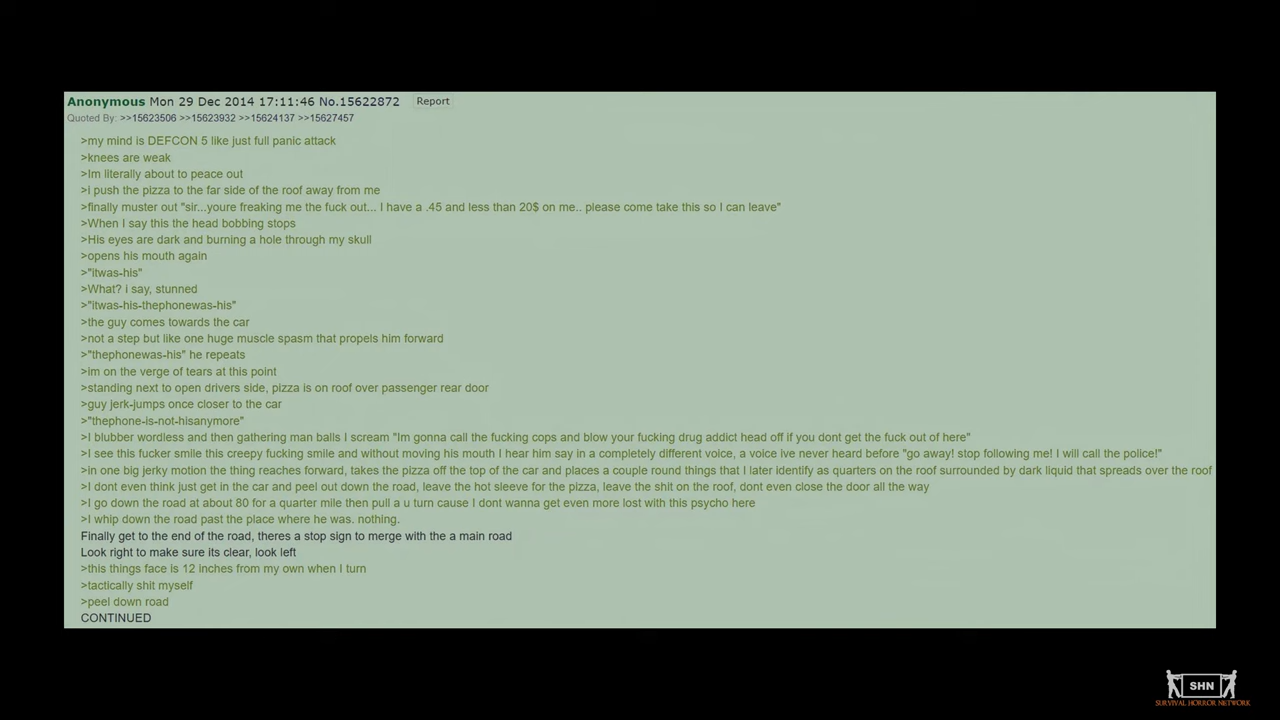 Anonymous Mon 29 Dec 2014 17:11:46 No.15622872 Report
Quoted By: >>15623506 >>15623932 >>15624137 >>15627457
>my mind is DEFCON 5 like just full panic attack
>knees are weak
>Im literally about to peace out
>i push the pizza to the far side of the roof away from me
>finally muster out "sir...youre freaking me the fuck out... I have a .45 and less than 20$ on me.. please come take this so I can leave"
>When I say this the head bobbing stops
>His eyes are dark and burning a hole through my skull
>opens his mouth again
>"itwas-his"
>What? i say, stunned
>"itwas-his-thephonewas-his"
>the guy comes towards the car
>not a step but like one huge muscle spasm that propels him forward
>"thephonewas-his" he repeats
>im on the verge of tears at this point
>standing next to open drivers side, pizza is on roof over passenger rear door
>guy jerk-jumps once closer to the car
>"thephone-is-not-hisanymore"
>I blubber wordless and then gathering man balls I scream "Im gonna call the fucking cops and blow your fucking drug addict head off if you dont get the fuck out of here"
>I see this fucker smile this creepy fucking smile and without moving his mouth I hear him say in a completely different voice, a voice ive never heard before "go away! stop following me! I will call the police!"
>in one big jerky motion the thing reaches forward, takes the pizza off the top of the car and places a couple round things that I later identify as quarters on the roof surrounded by dark liquid that spreads over the roof
>I dont even think just get in the car and peel out down the road, leave the hot sleeve for the pizza, leave the shit on the roof, dont even close the door all the way
>I go down the road at about 80 for a quarter mile then pull a u turn cause I dont wanna get even more lost with this psycho here
>I whip down the road past the place where he was. nothing.
Finally get to the end of the road, theres a stop sign to merge with the a main road
Look right to make sure its clear, look left
>this things face is 12 inches from my own when I turn
>tactically shit myself
>peel down road
CONTINUED
SHN
SURVIVAL HORROR NETWORK